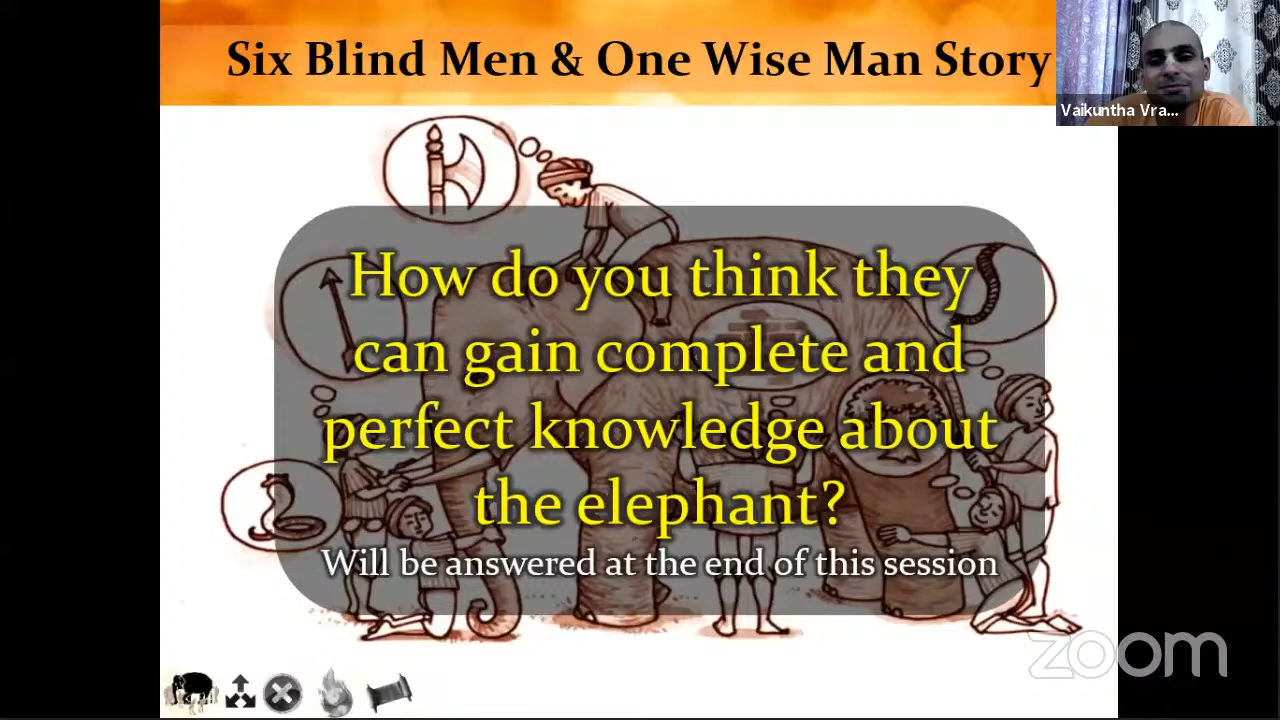 Six Blind Men & One Wise Man Story
Vaikuntha Vra...
How do you think they
can gain complete and
perfect knowledge about
the elephant?
Will be answered at the end of this session
zoom